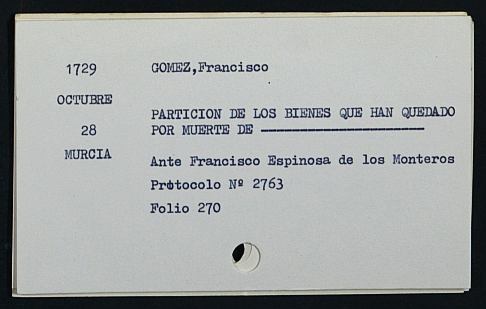 1729 GOMEZ,Francisco
OCTUBRE
PARTICION DE LOS BIENES QUE HAN QUEDADO
28 POR MUERTE DE ------------------------
MURCIA Ante Francisco Espinosa de los Monteros
Protocolo Nº 2763
Folio 270